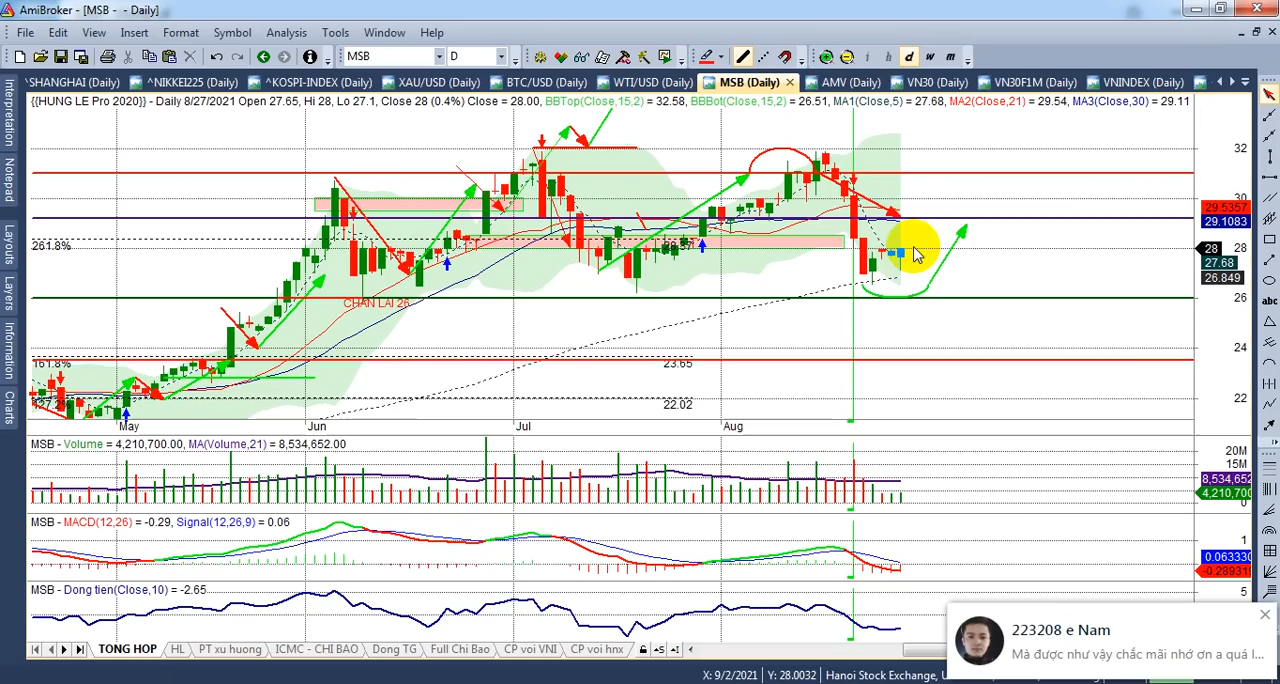 AmiBroker - [MSB - - Daily]
File Edit View Insert Format Symbol Analysis Tools Window Help
MSB D i h d w m
^SHANGHAI (Daily) ^NIKKEI225 (Daily) ^KOSPI-INDEX (Daily) XAU/USD (Daily) BTC/USD (Daily) WTI/USD (Daily) MSB (Daily) AMV (Daily) VN30 (Daily) VN30F1M (Daily) VNINDEX (Daily)
{{HUNG LE Pro 2020}} - Daily 8/27/2021 Open 27.65, Hi 28, Lo 27.1, Close 28 (0.4%) Close = 28.00, BBTop(Close,15,2) = 32.58, BBBot(Close,15,2) = 26.51, MA1(Close,5) = 27.68, MA2(Close,21) = 29.54, MA3(Close,30) = 29.11
Interpretation
Notepad
Layouts
Layers
Information
Charts
abc
32
30
29.5357
29.1083
28
28
27.68
26.849
26
24
22
261.8%
CHAN LAI 26
161.8%
23.65
127.2%
22.02
May Jun Jul Aug
MSB - Volume = 4,210,700.00, MA(Volume,21) = 8,534,652.00
20M
15M
8,534,652
4,210,700
0
MSB - MACD(12,26) = -0.29, Signal(12,26,9) = 0.06
1
0.063330
-0.289319
MSB - Dong tien(Close,10) = -2.65
5
TONG HOP HL PT xu huong ICMC - CHI BAO Dong TG Full Chi Bao CP voi VNI CP voi hnx
X: 9/2/2021 Y: 28.0032 Hanoi Stock Exchange,
223208 e Nam
Mà được như vậy chắc mãi nhớ ơn a quá l...